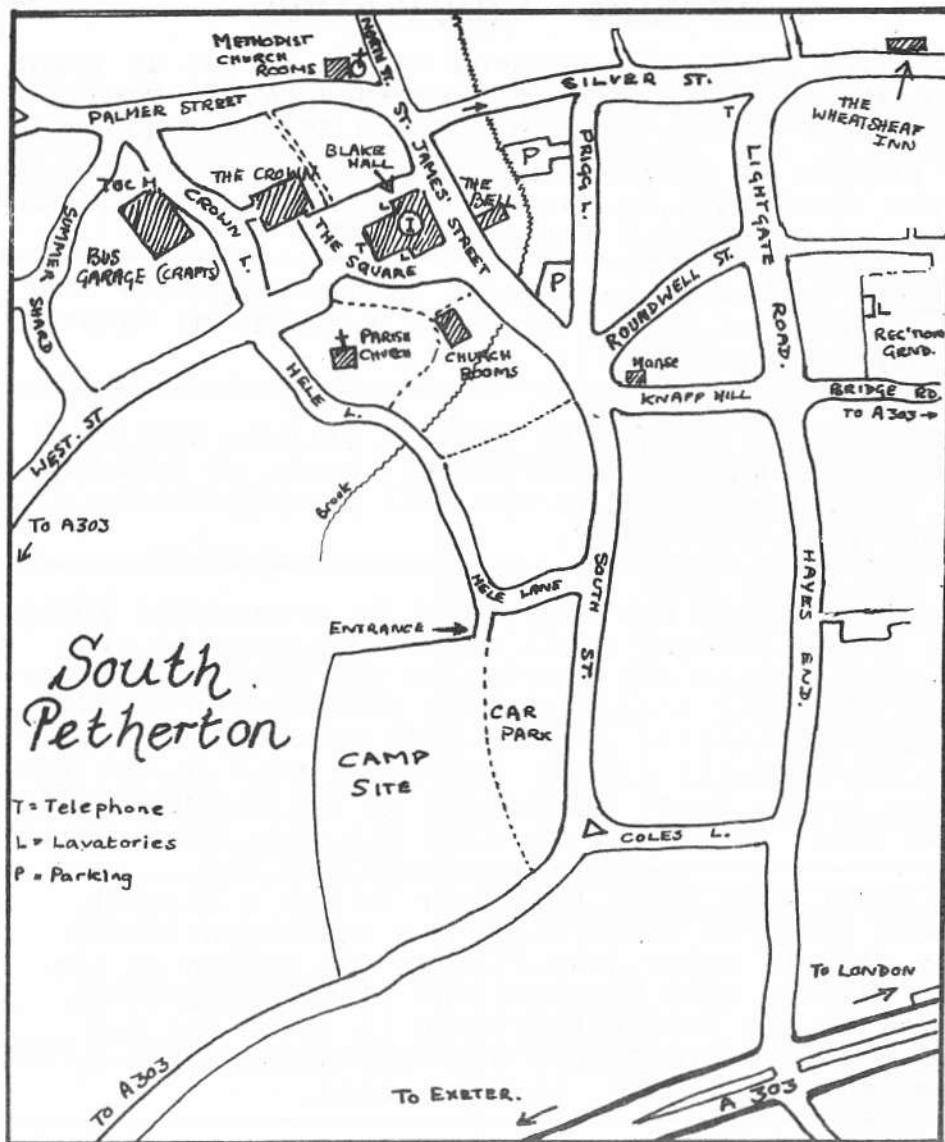 NORTH ST.
METHODIST
CHURCH
ROOMS
SILVER ST.
PALMER STREET
THE
WHEATSHEAF
INN
T
P
PRIGG L.
LIGHTGATE
ROAD.
ST. JAMES' STREET
BLAKE
HALL
THE CROWN
THE
BELL
TOC H.
CROWN L.
L
I
T
L
THE
SQUARE
SUMMER
SHARD
BUS
GARAGE (CRAFTS)
P
ROUNDWELL ST.
L
REC'TION
GRND.
PARISH
CHURCH
CHURCH
ROOMS
Manse
KNAPP HILL
BRIDGE RD.
TO A303
HELE L.
WEST. ST
Brook
TO A303
HELE LANE
SOUTH
ST.
HAYES
END.
ENTRANCE
South
Petherton
CAR
PARK
CAMP
SITE
T = Telephone
L = Lavatories
P = Parking
COLES L.
TO LONDON
TO A303
TO EXETER.
A 303